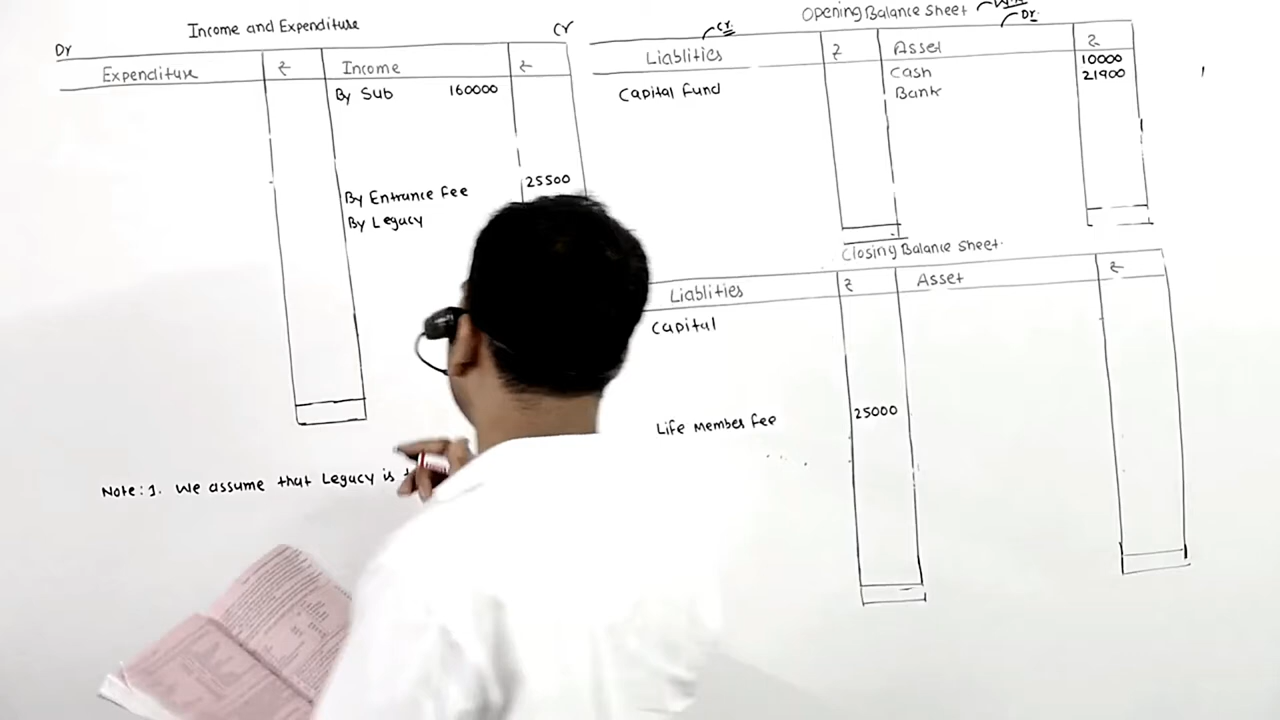 Income and Expenditure
Dr Cr
Expenditure ₹ Income ₹
By Sub 160000
By Entrance Fee 25500
By Legacy
Note: 1. We assume that Legacy is
Opening Balance Sheet
Cr. Dr.
Liablities ₹ Asset ₹
Capital Fund
Cash 10000
Bank 21900
Closing Balance Sheet
Liablities ₹ Asset ₹
Capital
Life Member Fee 25000